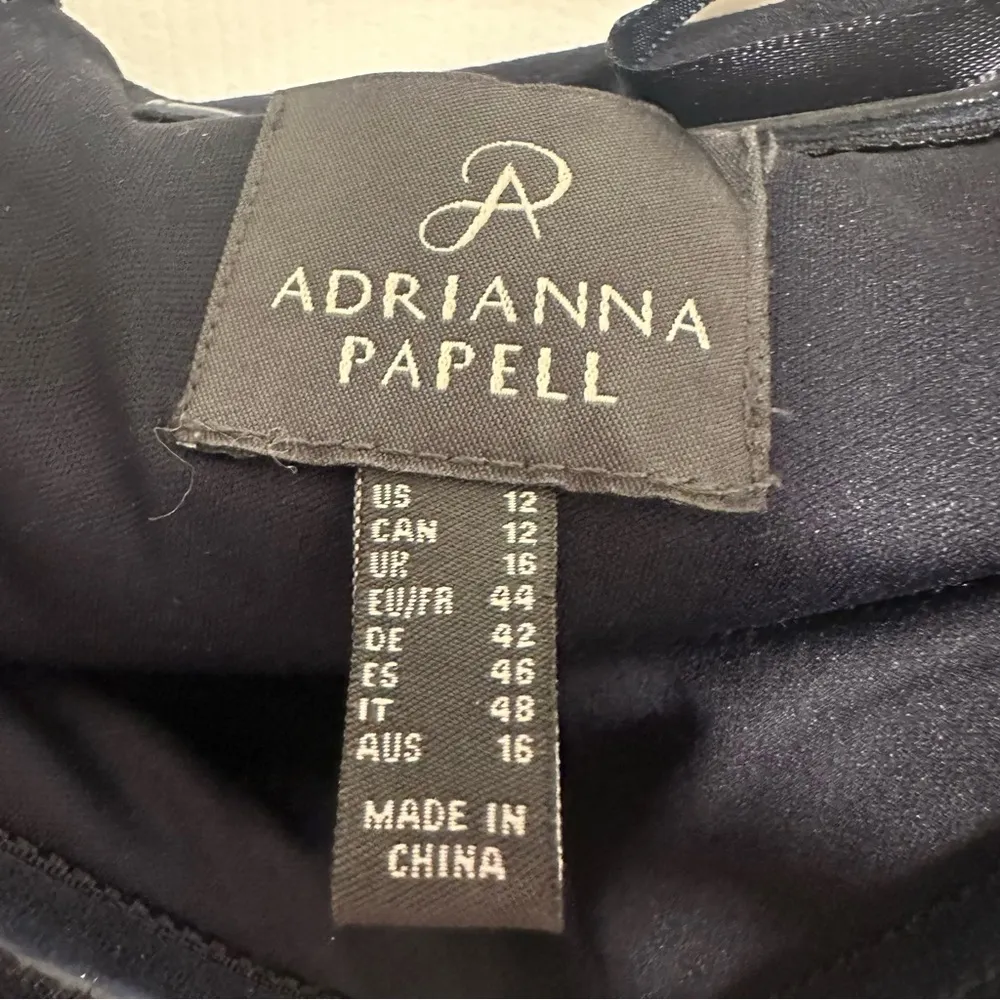 AP
ADRIANNA
PAPELL
US 12
CAN 12
UK 16
EU/FR 44
DE 42
ES 46
IT 48
AUS 16
MADE IN
CHINA